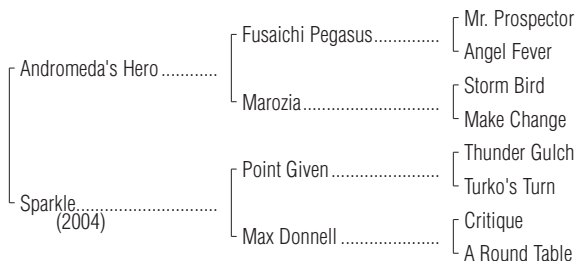 Mr. Prospector
Fusaichi Pegasus...............
Angel Fever
Andromeda's Hero ............
Storm Bird
Marozia...............................
Make Change
Thunder Gulch
Point Given.........................
Turko's Turn
Sparkle................................
(2004)
Critique
Max Donnell ......................
A Round Table